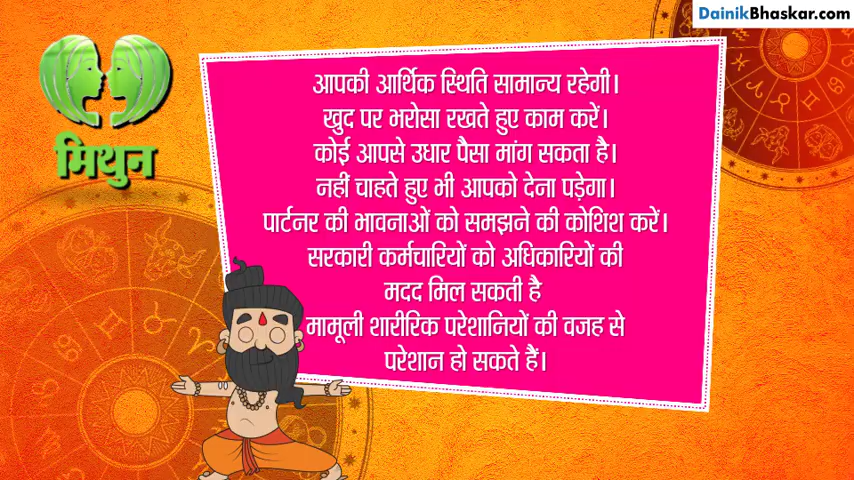 DainikBhaskar.com
मिथुन
आपकी आर्थिक स्थिति सामान्य रहेगी।
खुद पर भरोसा रखते हुए काम करें।
कोई आपसे उधार पैसा मांग सकता है।
नहीं चाहते हुए भी आपको देना पड़ेगा।
पार्टनर की भावनाओं को समझने की कोशिश करें।
सरकारी कर्मचारियों को अधिकारियों की
मदद मिल सकती है
मामूली शारीरिक परेशानियों की वजह से
परेशान हो सकते हैं।